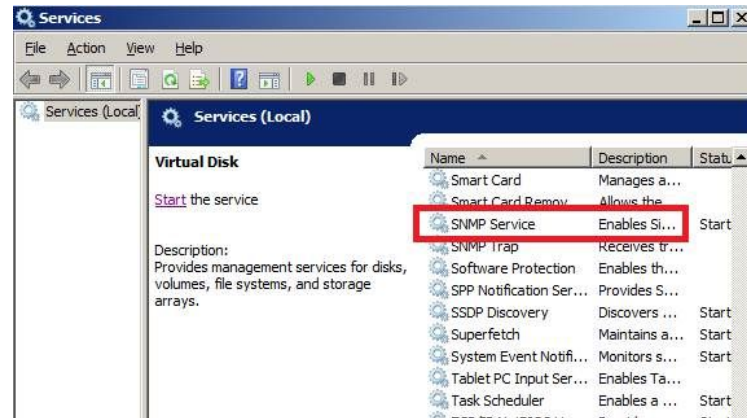 Services
File Action View Help
Services (Local
Services (Local)
Virtual Disk
Start the service
Description:
Provides management services for disks,
volumes, file systems, and storage
arrays.
Name Description Statu
Smart Card Manages a...
Smart Card Remov... Allows the...
SNMP Service Enables Si... Start
SNMP Trap Receives tr...
Software Protection Enables th...
SPP Notification Ser... Provides S...
SSDP Discovery Discovers ... Start
Superfetch Maintains a... Start
System Event Notifi... Monitors s... Start
Tablet PC Input Ser... Enables Ta...
Task Scheduler Enables a ... Start